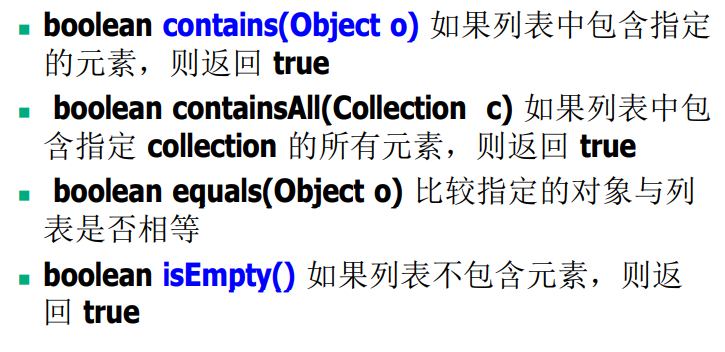 boolean contains(Object o) 如果列表中包含指定
的元素，则返回 true
boolean containsAll(Collection c) 如果列表中包
含指定 collection 的所有元素，则返回 true
boolean equals(Object o) 比较指定的对象与列
表是否相等
boolean isEmpty() 如果列表不包含元素，则返
回 true